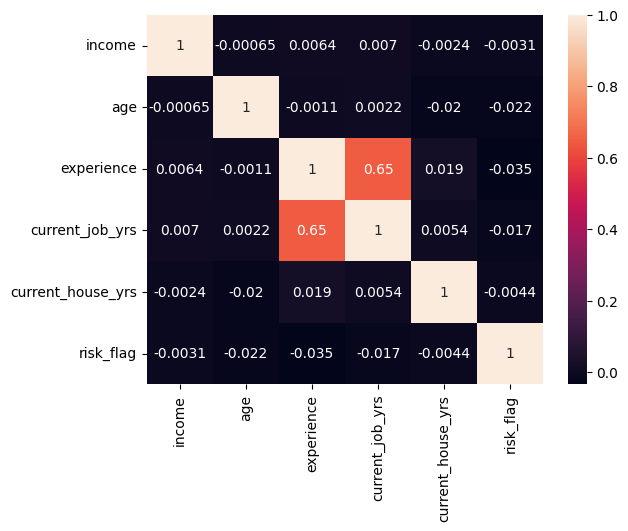 income 1 -0.00065 0.0064 0.007 -0.0024 -0.0031
age -0.00065 1 -0.0011 0.0022 -0.02 -0.022
experience 0.0064 -0.0011 1 0.65 0.019 -0.035
current_job_yrs 0.007 0.0022 0.65 1 0.0054 -0.017
current_house_yrs -0.0024 -0.02 0.019 0.0054 1 -0.0044
risk_flag -0.0031 -0.022 -0.035 -0.017 -0.0044 1
income
age
experience
current_job_yrs
current_house_yrs
risk_flag
1.0
0.8
0.6
0.4
0.2
0.0